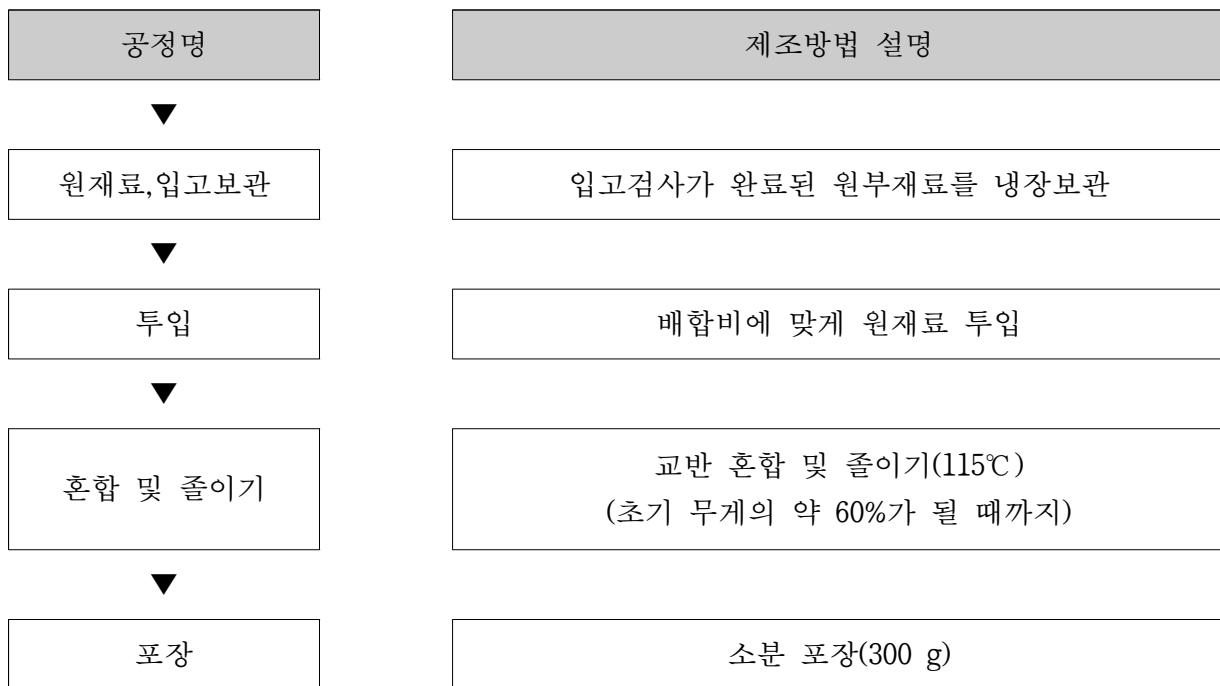 공정명
제조방법 설명
▼
원재료,입고보관
입고검사가 완료된 원부재료를 냉장보관
▼
투입
배합비에 맞게 원재료 투입
▼
혼합 및 졸이기
교반 혼합 및 졸이기(115℃)
(초기 무게의 약 60%가 될 때까지)
▼
포장
소분 포장(300 g)